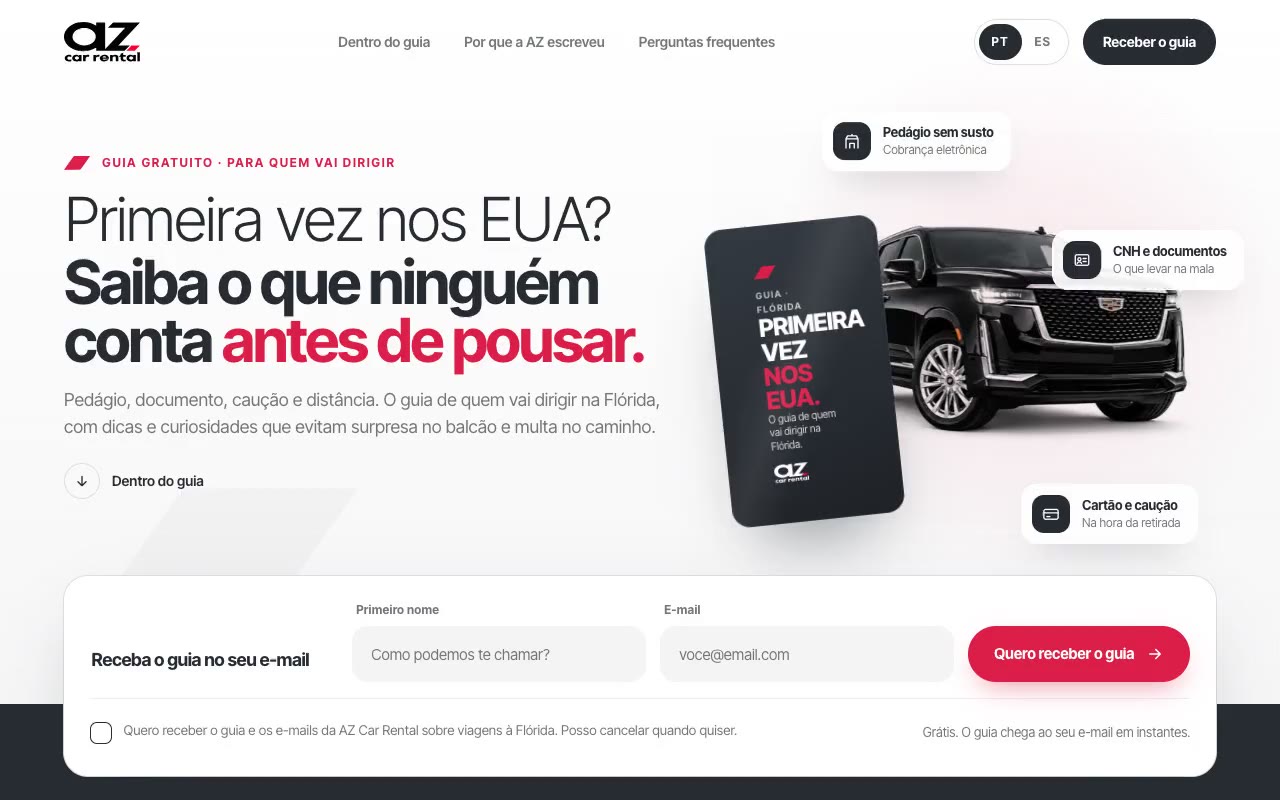 az
car rental
Dentro do guia
Por que a AZ escreveu
Perguntas frequentes
PT
ES
Receber o guia
GUIA GRATUITO · PARA QUEM VAI DIRIGIR
Primeira vez nos EUA?
Saiba o que ninguém
conta antes de pousar.
Pedágio, documento, caução e distância. O guia de quem vai dirigir na Flórida,
com dicas e curiosidades que evitam surpresa no balcão e multa no caminho.
Dentro do guia
Pedágio sem susto
Cobrança eletrônica
CNH e documentos
O que levar na mala
GUIA ·
FLÓRIDA
PRIMEIRA
VEZ
NOS
EUA.
O guia de quem
vai dirigir na
Flórida.
az
car rental
Cartão e caução
Na hora da retirada
Receba o guia no seu e-mail
Primeiro nome
Como podemos te chamar?
E-mail
voce@email.com
Quero receber o guia
Quero receber o guia e os e-mails da AZ Car Rental sobre viagens à Flórida. Posso cancelar quando quiser.
Grátis. O guia chega ao seu e-mail em instantes.